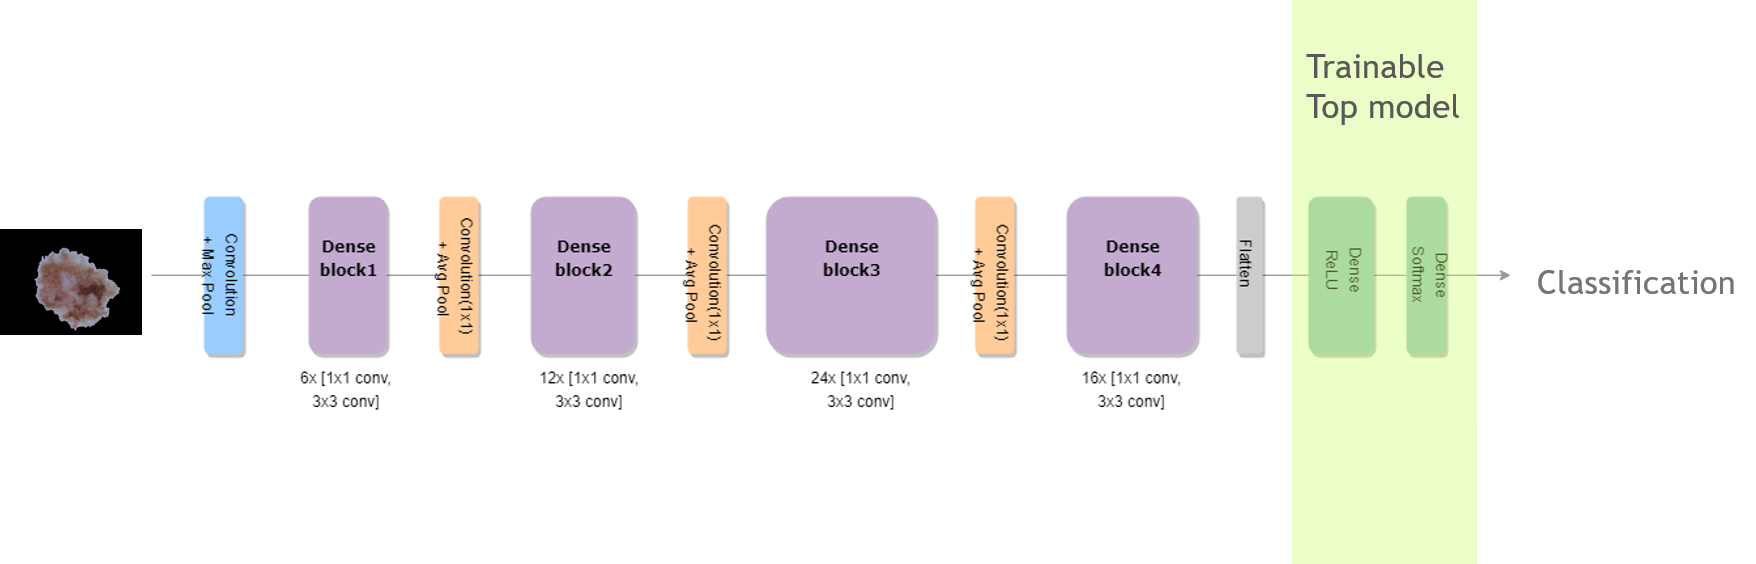 Trainable
Top model
Convolution
+ Max Pool
Dense
block1
Convolution(1x1)
+ Avg Pool
Dense
block2
Convolution(1x1)
+ Avg Pool
Dense
block3
Convolution(1x1)
+ Avg Pool
Dense
block4
Flatten
Dense
ReLU
Dense
Softmax
Classification
6x [1x1 conv,
3x3 conv]
12x [1x1 conv,
3x3 conv]
24x [1x1 conv,
3x3 conv]
16x [1x1 conv,
3x3 conv]